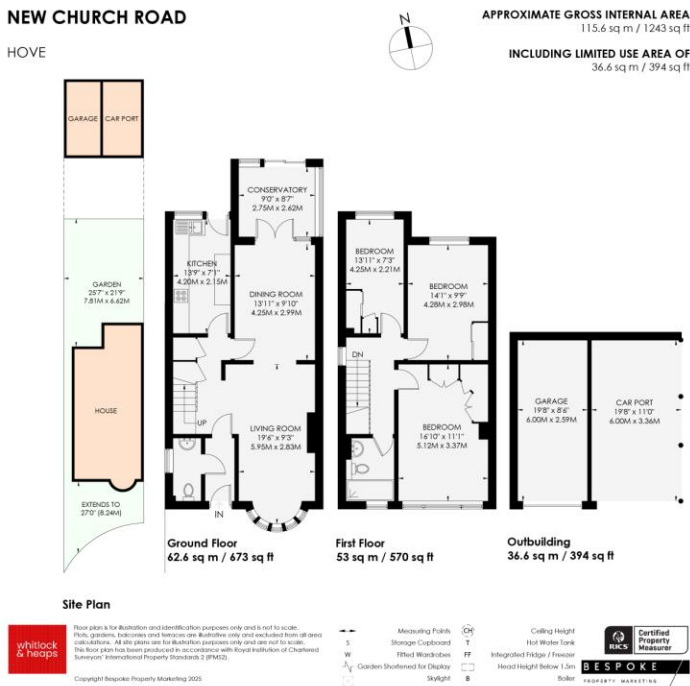 NEW CHURCH ROAD
HOVE
N
APPROXIMATE GROSS INTERNAL AREA
115.6 sq m / 1243 sq ft
INCLUDING LIMITED USE AREA OF
36.6 sq m / 394 sq ft
GARAGE
CAR PORT
GARDEN
25'7" x 21'9"
7.81M x 6.62M
HOUSE
EXTENDS TO
27'0" (8.24M)
CONSERVATORY
9'0" x 8'7"
2.75M x 2.62M
KITCHEN
13'9" x 7'1"
4.20M x 2.15M
DINING ROOM
13'11" x 9'10"
4.25M x 2.99M
UP
LIVING ROOM
19'6" x 9'3"
5.95M x 2.83M
IN
BEDROOM
13'11" x 7'3"
4.25M x 2.21M
BEDROOM
14'1" x 9'9"
4.28M x 2.98M
DN
BEDROOM
16'10" x 11'1"
5.12M x 3.37M
GARAGE
19'8" x 8'6"
6.00M x 2.59M
CAR PORT
19'8" x 11'0"
6.00M x 3.36M
Ground Floor
62.6 sq m / 673 sq ft
First Floor
53 sq m / 570 sq ft
Outbuilding
36.6 sq m / 394 sq ft
Site Plan
whitlock
& heaps
Floor plan is for illustration and identification purposes only and is not to scale.
Plots, gardens, balconies and terraces are illustrative only and excluded from all area
calculations. All site plans are for illustration purposes only and are not to scale.
This floor plan has been produced in accordance with Royal Institution of Chartered
Surveyors' International Property Standards 2 (IPMS2).
Copyright Bespoke Property Marketing 2025
Measuring Points
CH
Ceiling Height
S
Storage Cupboard
T
Hot Water Tank
W
Fitted Wardrobes
FF
Integrated Fridge / Freezer
Garden Shortened for Display
Head Height Below 1.5m
Skylight
B
Boiler
RICS
Certified
Property
Measurer
BESPOKE
PROPERTY MARKETING